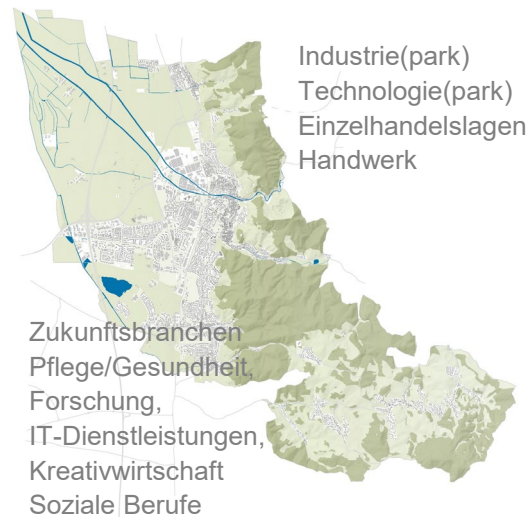 Industrie(park)
Technologie(park)
Einzelhandelslagen
Handwerk
Zukunftsbranchen
Pflege/Gesundheit,
Forschung,
IT-Dienstleistungen,
Kreativwirtschaft
Soziale Berufe